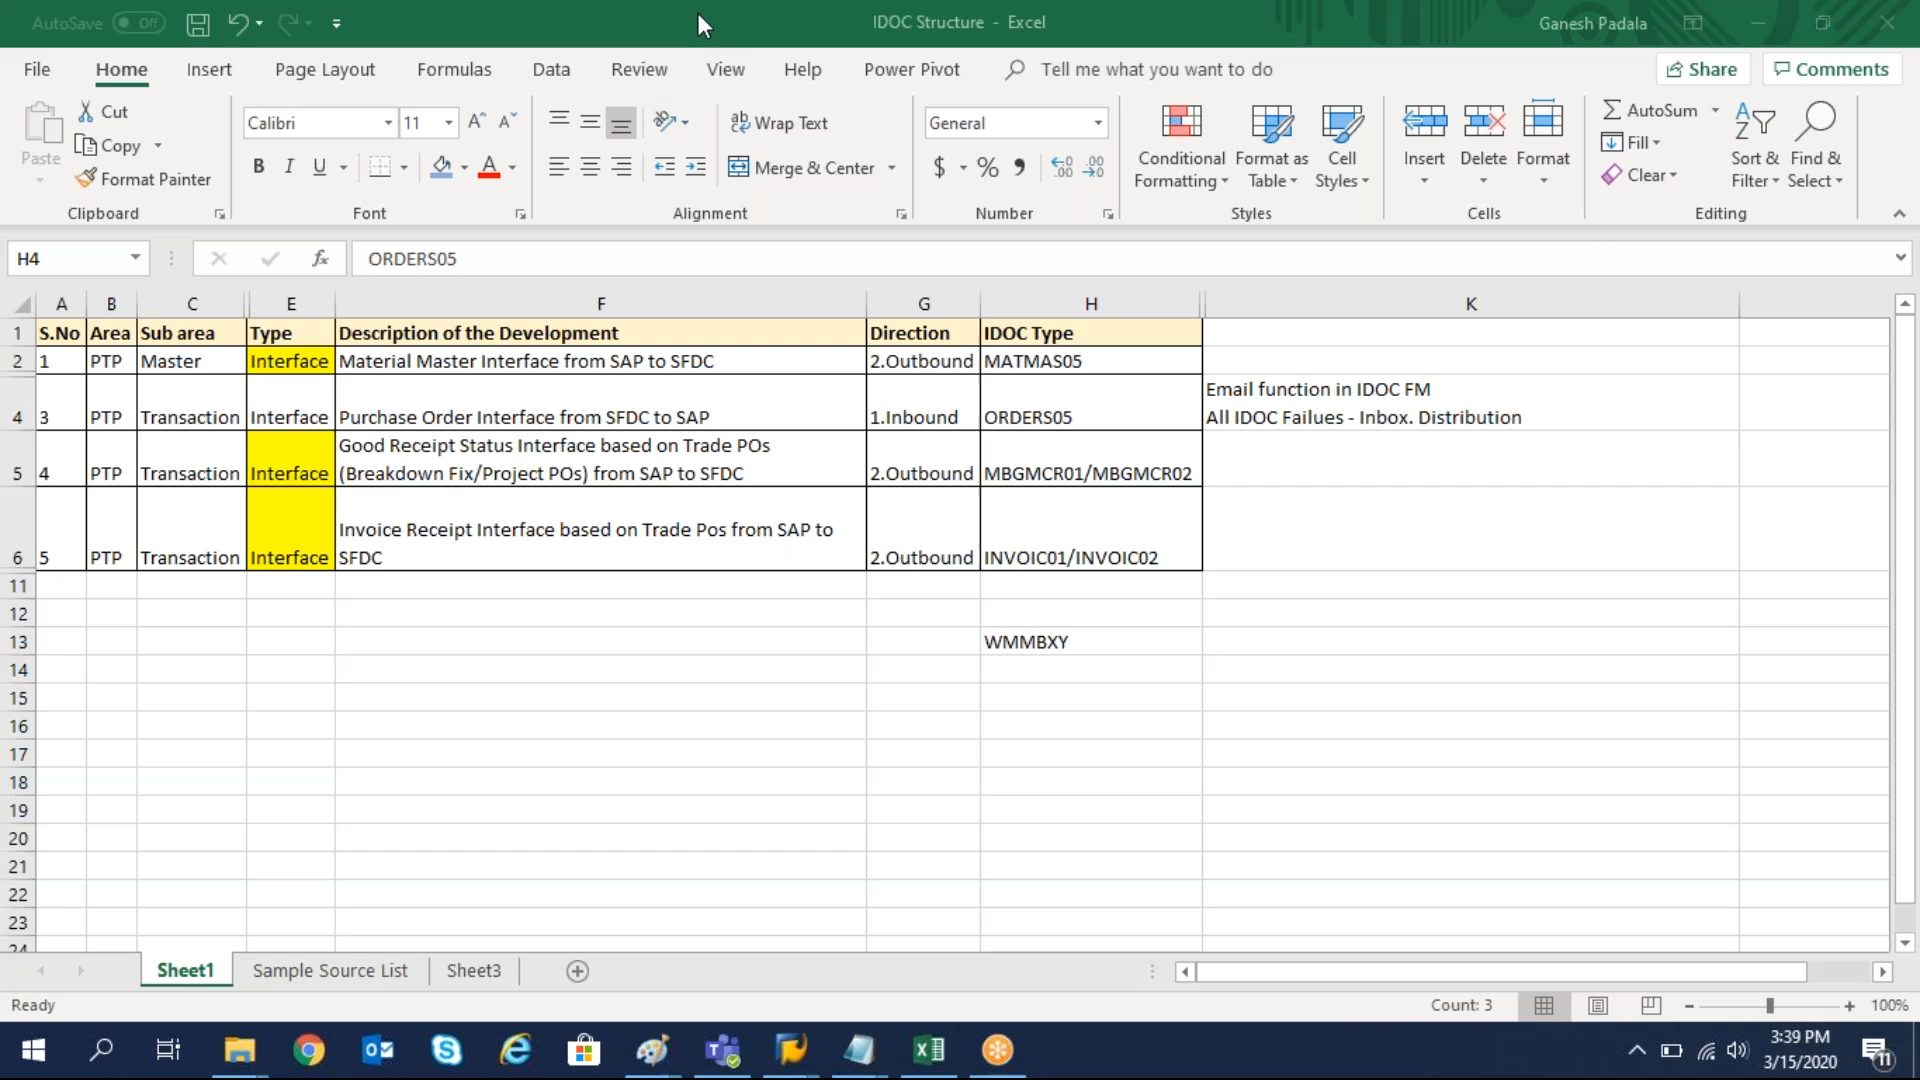 AutoSave Off
IDOC Structure - Excel
Ganesh Padala
File Home Insert Page Layout Formulas Data Review View Help Power Pivot Tell me what you want to do Share Comments
Paste
Cut
Copy
Format Painter
Clipboard
Calibri 11
B I U
Font
ab Wrap Text
Merge & Center
Alignment
General
$ % ,
Number
Conditional Formatting
Format as Table
Cell Styles
Styles
Insert
Delete
Format
Cells
AutoSum
Fill
Clear
Sort & Filter
Find & Select
Editing
H4 fx ORDERS05
A B C E F G H K
1 S.No Area Sub area Type Description of the Development Direction IDOC Type
2 1 PTP Master Interface Material Master Interface from SAP to SFDC 2.Outbound MATMAS05
Email function in IDOC FM
4 3 PTP Transaction Interface Purchase Order Interface from SFDC to SAP 1.Inbound ORDERS05 All IDOC Failues - Inbox. Distribution
Good Receipt Status Interface based on Trade POs
5 4 PTP Transaction Interface (Breakdown Fix/Project POs) from SAP to SFDC 2.Outbound MBGMCR01/MBGMCR02
Invoice Receipt Interface based on Trade Pos from SAP to
6 5 PTP Transaction Interface SFDC 2.Outbound INVOIC01/INVOIC02
11
12
13 WMMBXY
14
15
16
17
18
19
20
21
22
23
24
Sheet1 Sample Source List Sheet3
Ready Count: 3 100%
3:39 PM
3/15/2020
11